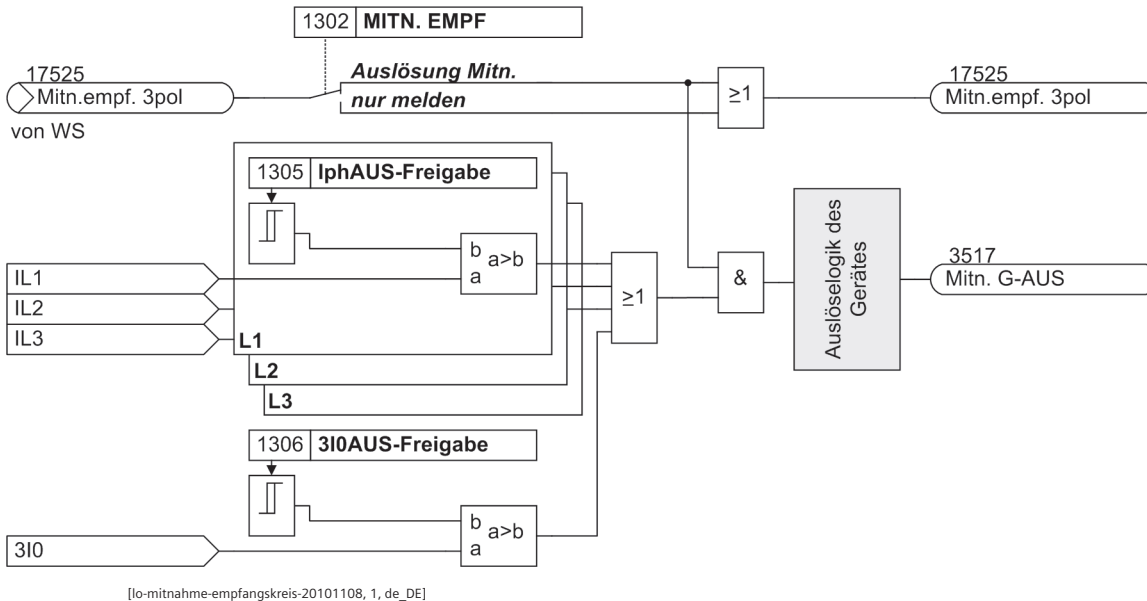 1302 MITN. EMPF
17525
Mitn.empf. 3pol
von WS
Auslösung Mitn.
nur melden
≥1
17525
Mitn.empf. 3pol
1305 IphAUS-Freigabe
b
a
a>b
IL1
IL2
IL3
L1
L2
L3
≥1
&
Auslöselogik des
Gerätes
3517
Mitn. G-AUS
1306 3I0AUS-Freigabe
b
a
a>b
3I0
[lo-mitnahme-empfangskreis-20101108, 1, de_DE]